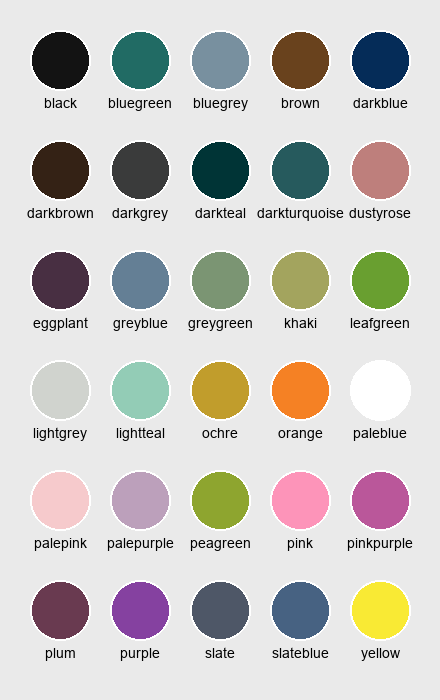 black bluegreen bluegrey brown darkblue
darkbrown darkgrey darkteal darkturquoise dustyrose
eggplant greyblue greygreen khaki leafgreen
lightgrey lightteal ochre orange paleblue
palepink palepurple peagreen pink pinkpurple
plum purple slate slateblue yellow